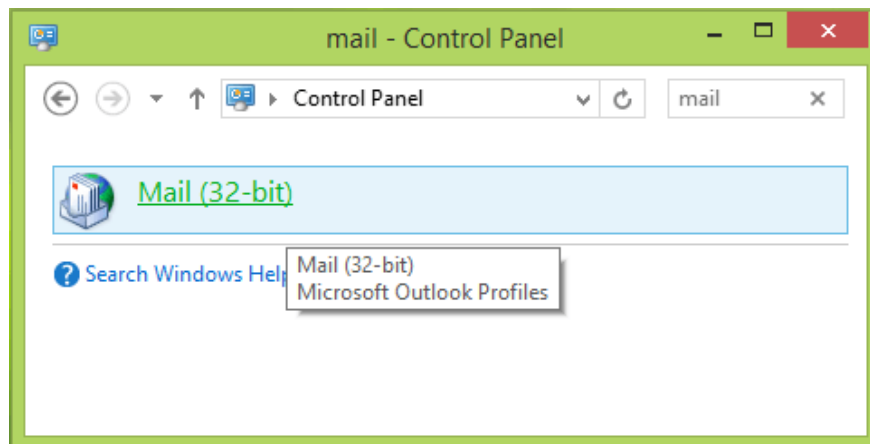 mail - Control Panel
Control Panel
mail
Mail (32-bit)
Search Windows Help
Mail (32-bit)
Microsoft Outlook Profiles